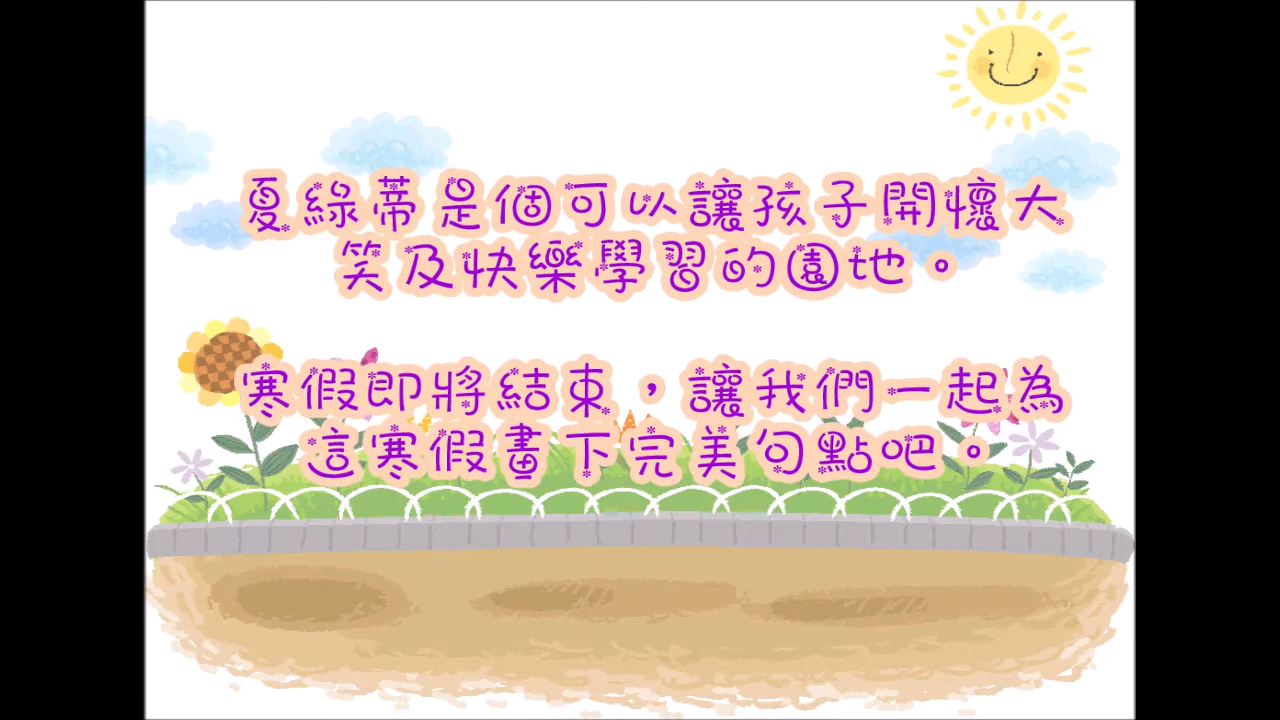 夏綠蒂是個可以讓孩子開懷大
笑及快樂學習的園地。
寒假即將結束，讓我們一起為
這寒假畫下完美句點吧。